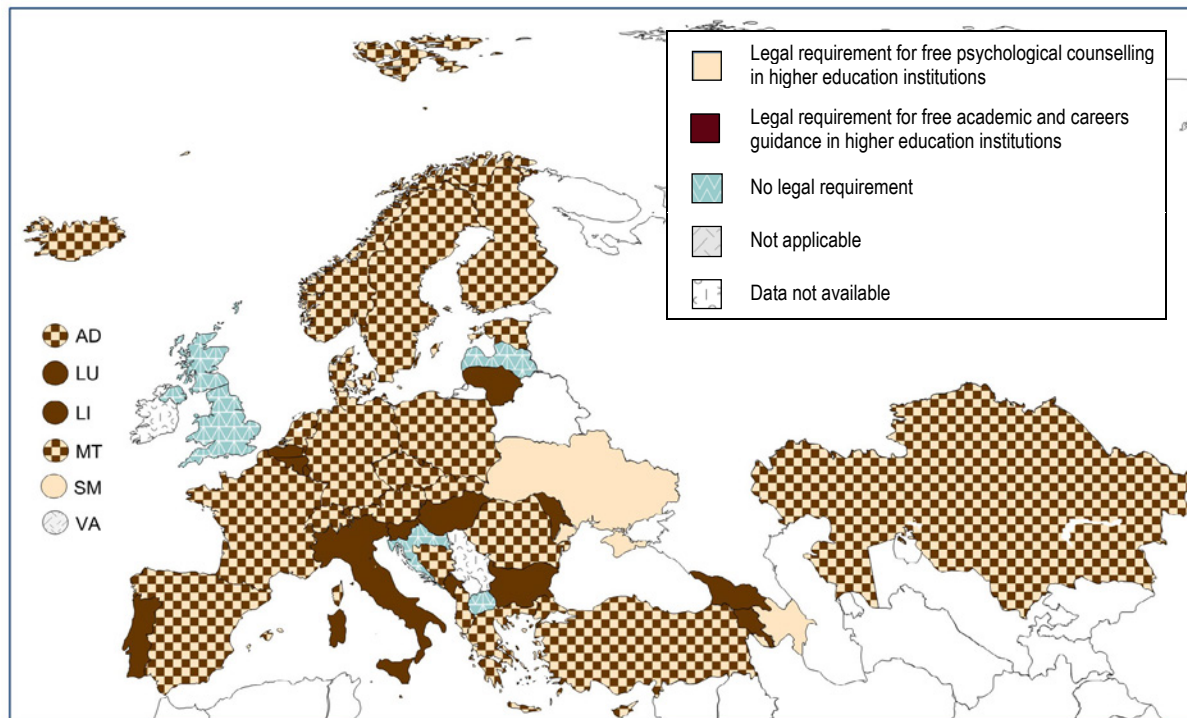 Legal requirement for free psychological counselling
in higher education institutions
Legal requirement for free academic and careers
guidance in higher education institutions
No legal requirement
Not applicable
Data not available
AD
LU
LI
MT
SM
VA